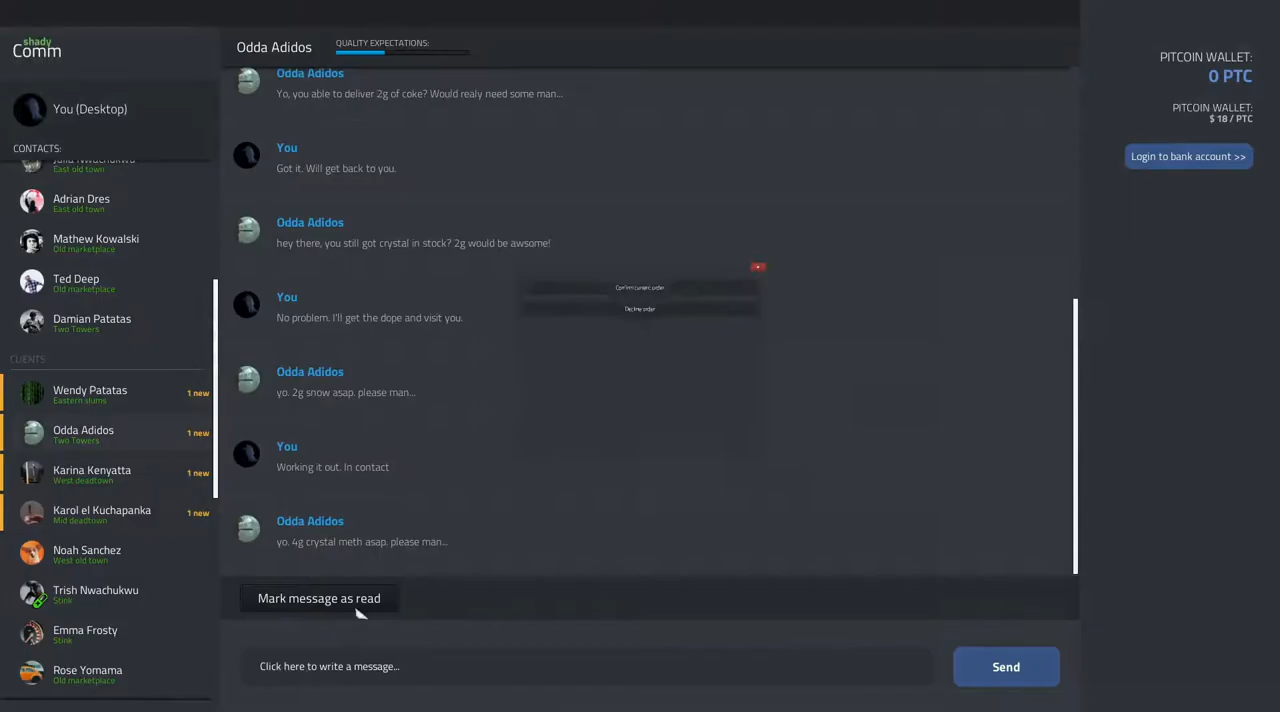 shady
Comm
You (Desktop)
CONTACTS:
Julia Nwachukwu
East old town
Adrian Dres
East old town
Mathew Kowalski
Old marketplace
Ted Deep
Old marketplace
Damian Patatas
Two Towers
CLIENTS
Wendy Patatas
Eastern slums
1 new
Odda Adidos
Two Towers
1 new
Karina Kenyatta
West deadtown
1 new
Karol el Kuchapanka
Mid deadtown
1 new
Noah Sanchez
West old town
Trish Nwachukwu
Stink
Emma Frosty
Stink
Rose Yomama
Old marketplace
Odda Adidos
QUALITY EXPECTATIONS:
Odda Adidos
Yo, you able to deliver 2g of coke? Would realy need some man...
You
Got it. Will get back to you.
Odda Adidos
hey there, you still got crystal in stock? 2g would be awsome!
You
No problem. I'll get the dope and visit you.
Odda Adidos
yo. 2g snow asap. please man...
You
Working it out. In contact
Odda Adidos
yo. 4g crystal meth asap. please man...
Confirm current order
Decline order
Mark message as read
Click here to write a message...
Send
PITCOIN WALLET:
0 PTC
PITCOIN WALLET:
$ 18 / PTC
Login to bank account >>